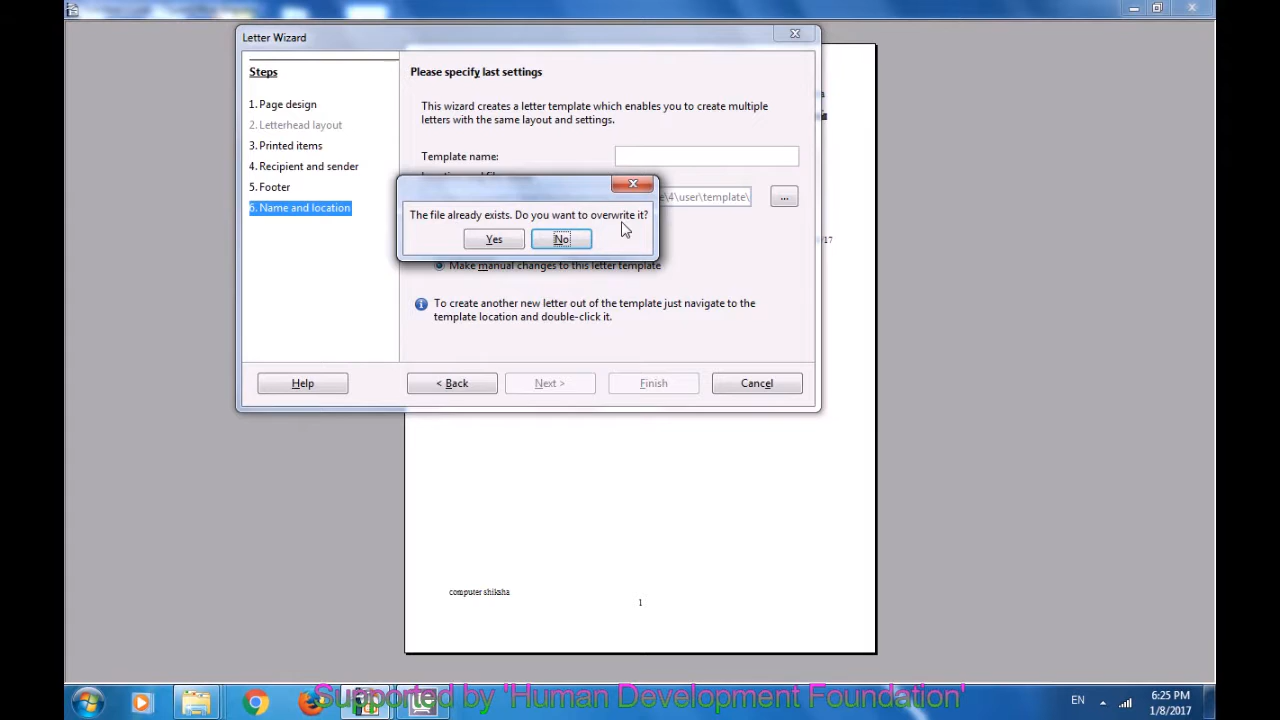 Letter Wizard
Steps
1. Page design
2. Letterhead layout
3. Printed items
4. Recipient and sender
5. Footer
6. Name and location
Please specify last settings
This wizard creates a letter template which enables you to create multiple
letters with the same layout and settings.
Template name:
e\4\user\template\
...
The file already exists. Do you want to overwrite it?
Yes
No
Make manual changes to this letter template
To create another new letter out of the template just navigate to the
template location and double-click it.
Help
< Back
Next >
Finish
Cancel
/17
computer shiksha
1
Supported by 'Human Development Foundation'
EN
6:25 PM
1/8/2017